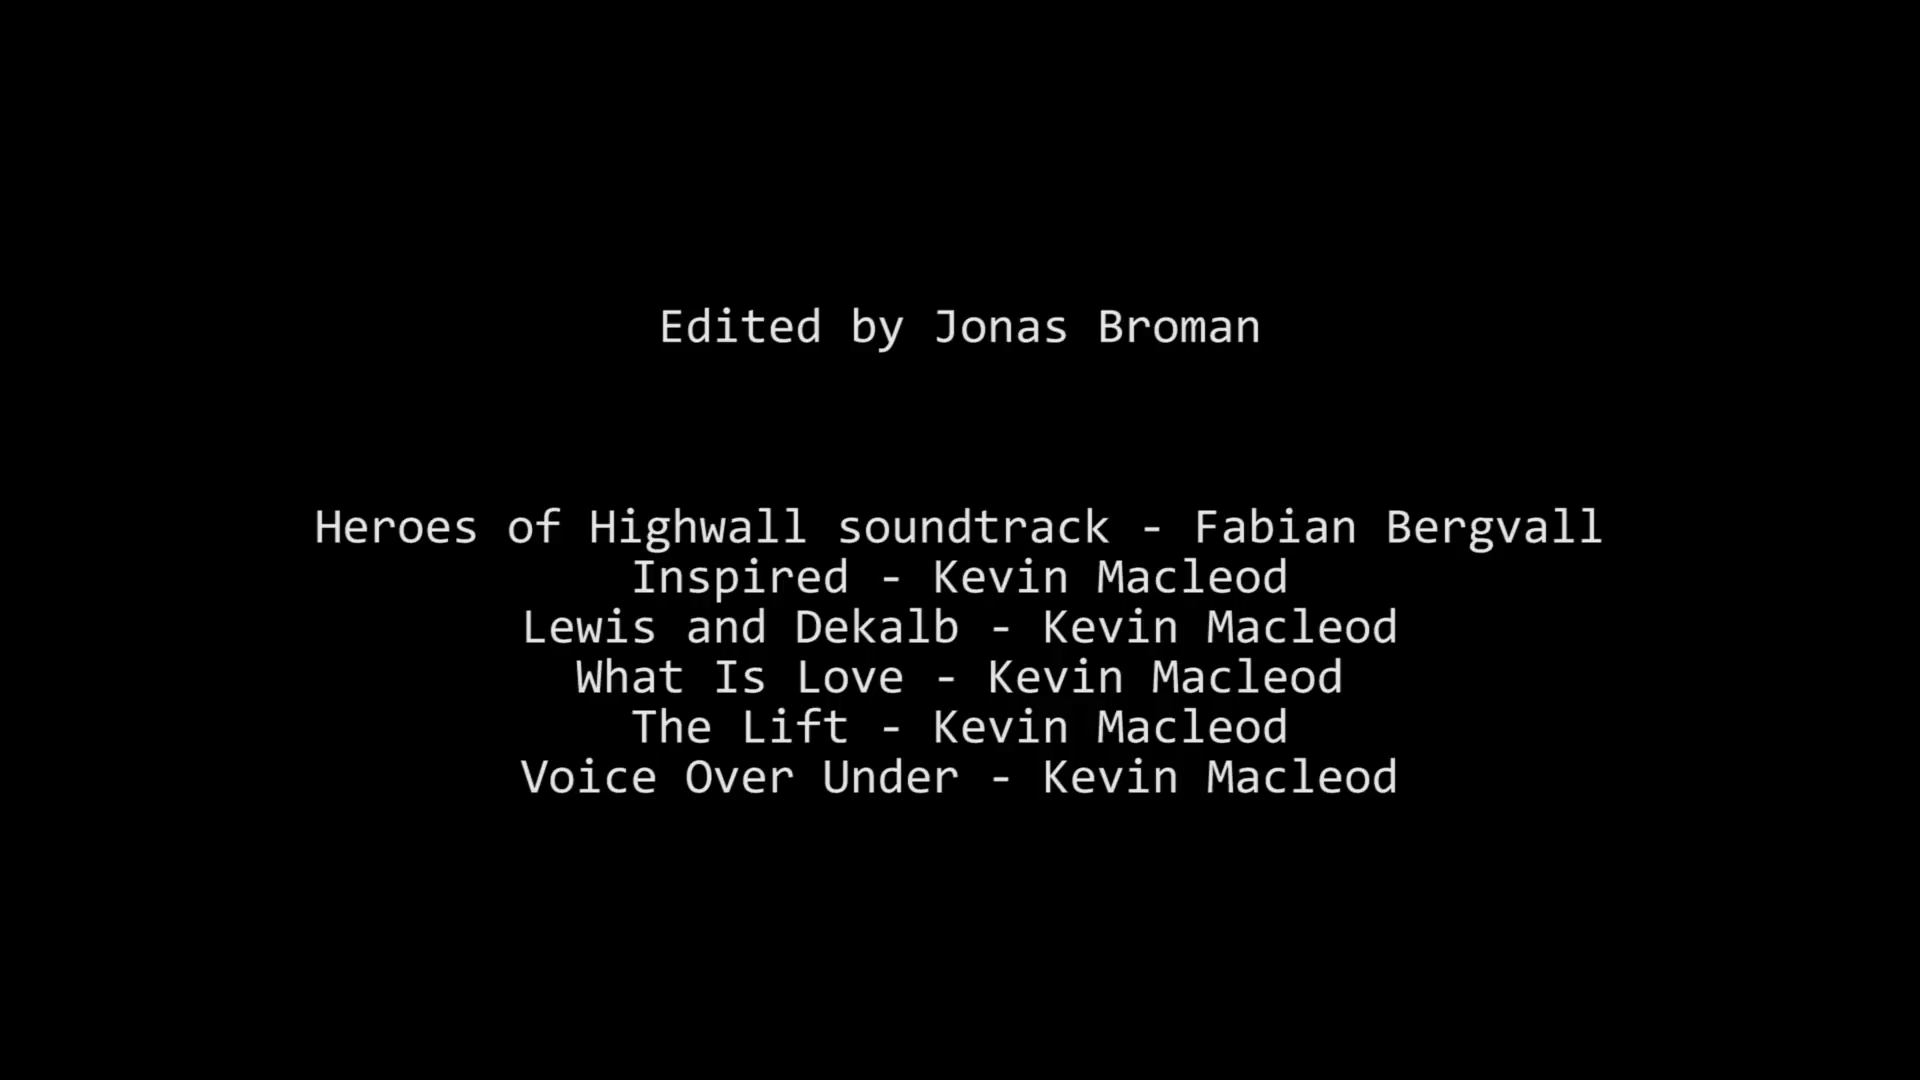 Edited by Jonas Broman
Heroes of Highwall soundtrack - Fabian Bergvall
Inspired - Kevin Macleod
Lewis and Dekalb - Kevin Macleod
What Is Love - Kevin Macleod
The Lift - Kevin Macleod
Voice Over Under - Kevin Macleod